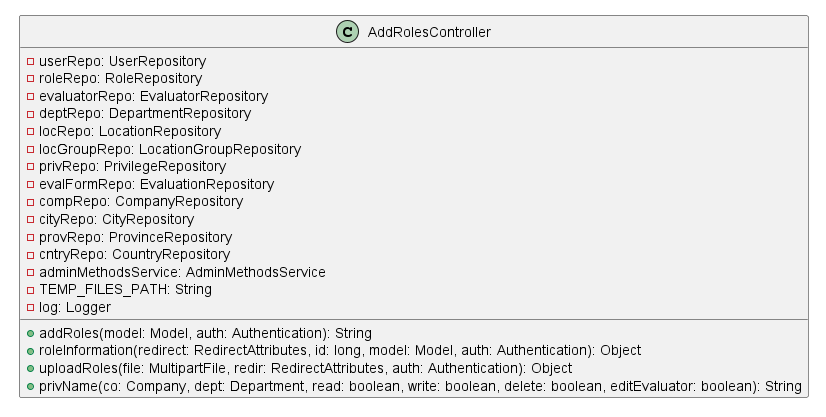 C AddRolesController
userRepo: UserRepository
roleRepo: RoleRepository
evaluatorRepo: EvaluatorRepository
deptRepo: DepartmentRepository
locRepo: LocationRepository
locGroupRepo: LocationGroupRepository
privRepo: PrivilegeRepository
evalFormRepo: EvaluationRepository
compRepo: CompanyRepository
cityRepo: CityRepository
provRepo: ProvinceRepository
cntryRepo: CountryRepository
adminMethodsService: AdminMethodsService
TEMP_FILES_PATH: String
log: Logger
addRoles(model: Model, auth: Authentication): String
roleInformation(redirect: RedirectAttributes, id: long, model: Model, auth: Authentication): Object
uploadRoles(file: MultipartFile, redir: RedirectAttributes, auth: Authentication): Object
privName(co: Company, dept: Department, read: boolean, write: boolean, delete: boolean, editEvaluator: boolean): String